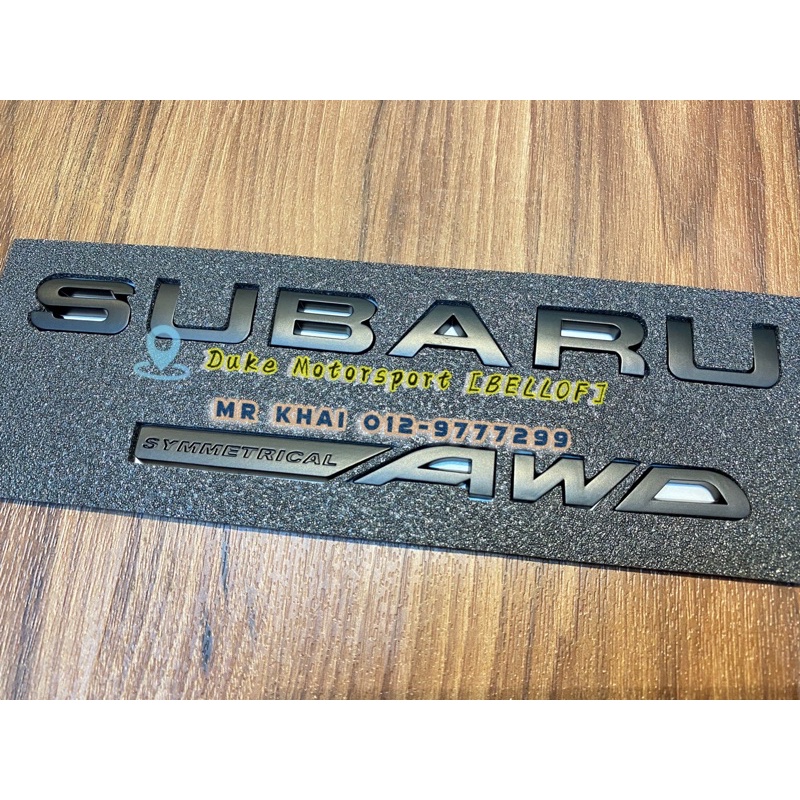 SUBARU
Duke Motorsport [BELLOF]
MR KHAI 012-9777299
SYMMETRICAL AWD